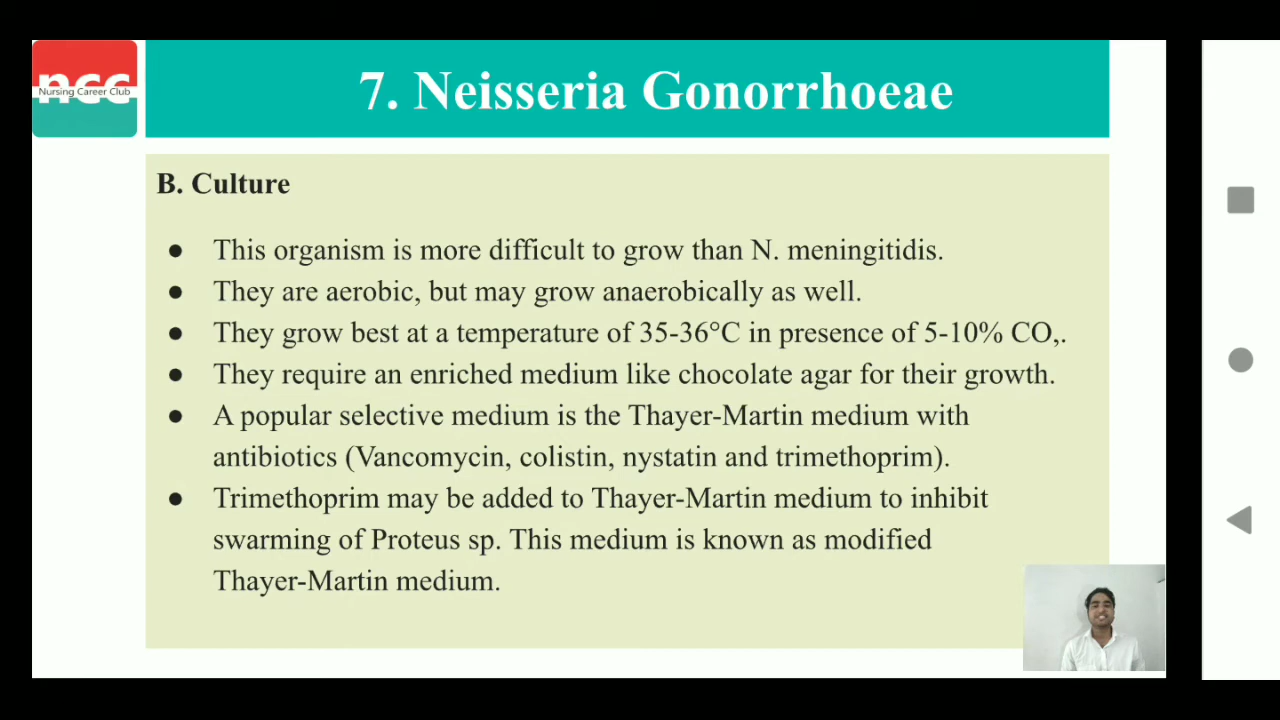 ncc
Nursing Career Club
7. Neisseria Gonorrhoeae
B. Culture
● This organism is more difficult to grow than N. meningitidis.
● They are aerobic, but may grow anaerobically as well.
● They grow best at a temperature of 35-36°C in presence of 5-10% CO,.
● They require an enriched medium like chocolate agar for their growth.
● A popular selective medium is the Thayer-Martin medium with
antibiotics (Vancomycin, colistin, nystatin and trimethoprim).
● Trimethoprim may be added to Thayer-Martin medium to inhibit
swarming of Proteus sp. This medium is known as modified
Thayer-Martin medium.